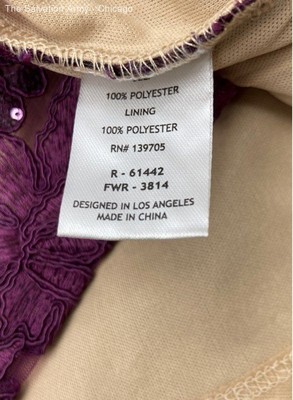 The Salvation Army - Chicago
100% POLYESTER
LINING
100% POLYESTER
RN# 139705
R - 61442
FWR - 3814
DESIGNED IN LOS ANGELES
MADE IN CHINA